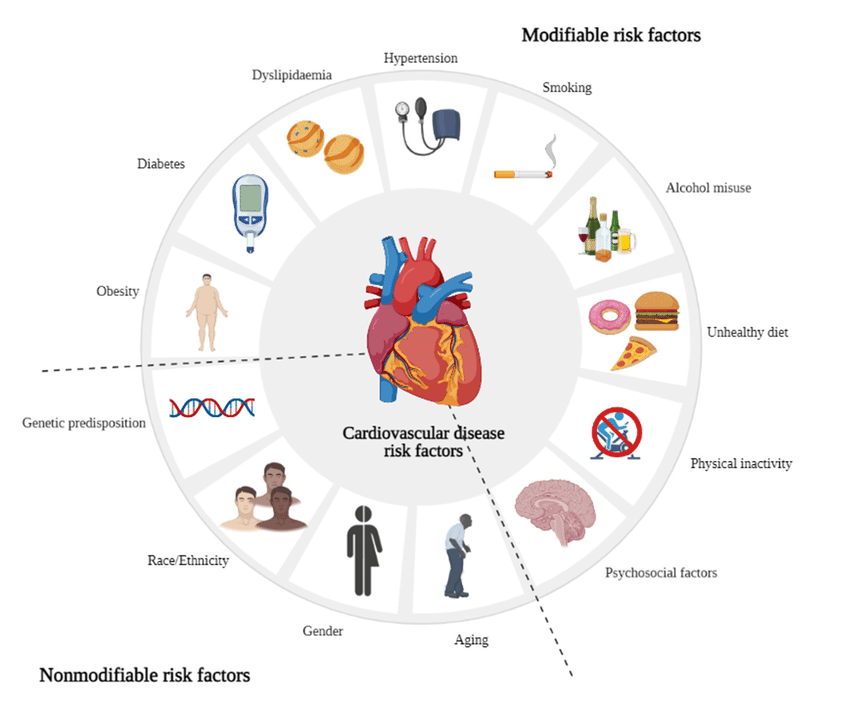 Modifiable risk factors
Hypertension
Dyslipidaemia
Smoking
Diabetes
Alcohol misuse
Obesity
Unhealthy diet
Genetic predisposition
Cardiovascular disease
risk factors
Physical inactivity
Race/Ethnicity
Psychosocial factors
Gender
Aging
Nonmodifiable risk factors